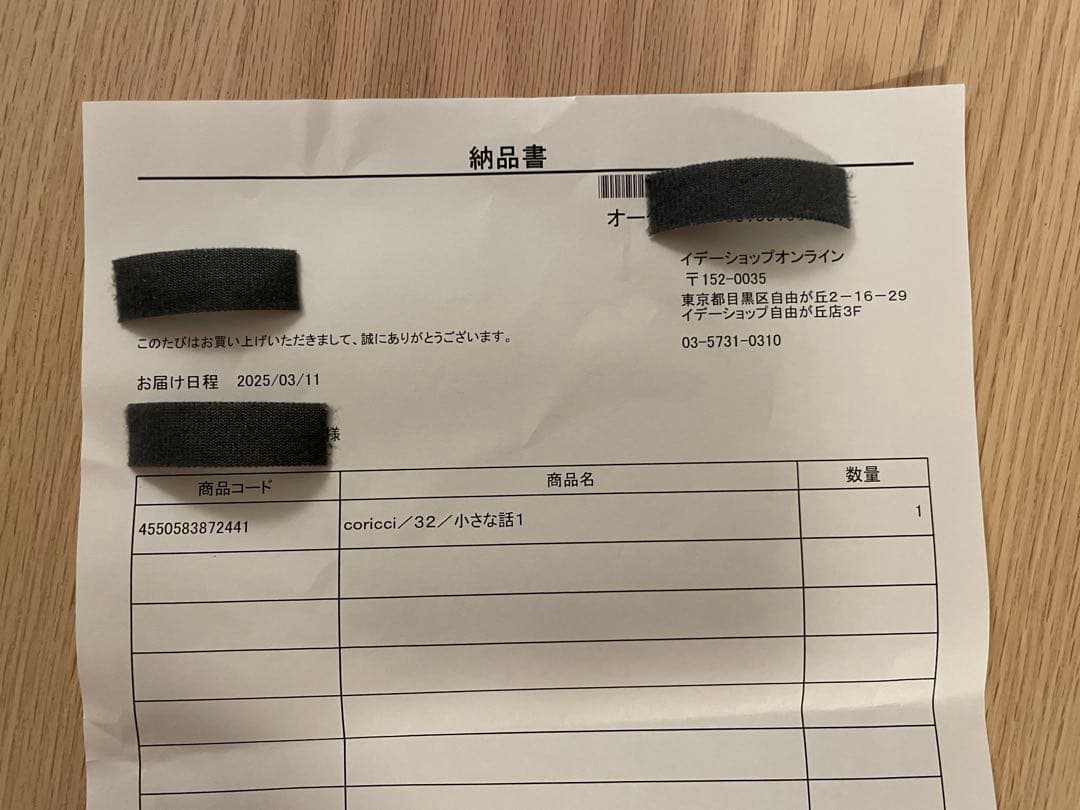 納品書
オー
イデーショップオンライン
〒152-0035
東京都目黒区自由が丘2-16-29
イデーショップ自由が丘店3F
03-5731-0310
このたびはお買い上げいただきまして、誠にありがとうございます。
お届け日程 2025/03/11
様
商品コード 商品名 数量
4550583872441 coricci／32／小さな話1 1